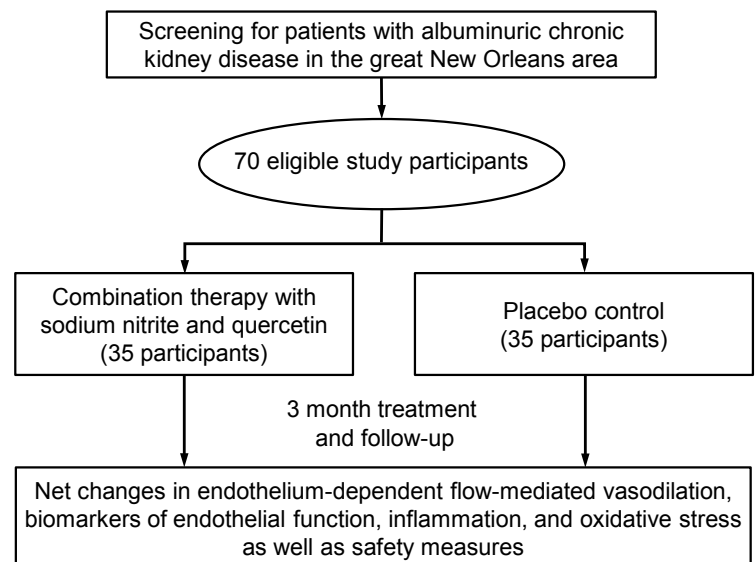 Screening for patients with albuminuric chronic
kidney disease in the great New Orleans area
70 eligible study participants
Combination therapy with
sodium nitrite and quercetin
(35 participants)
Placebo control
(35 participants)
3 month treatment
and follow-up
Net changes in endothelium-dependent flow-mediated vasodilation,
biomarkers of endothelial function, inflammation, and oxidative stress
as well as safety measures